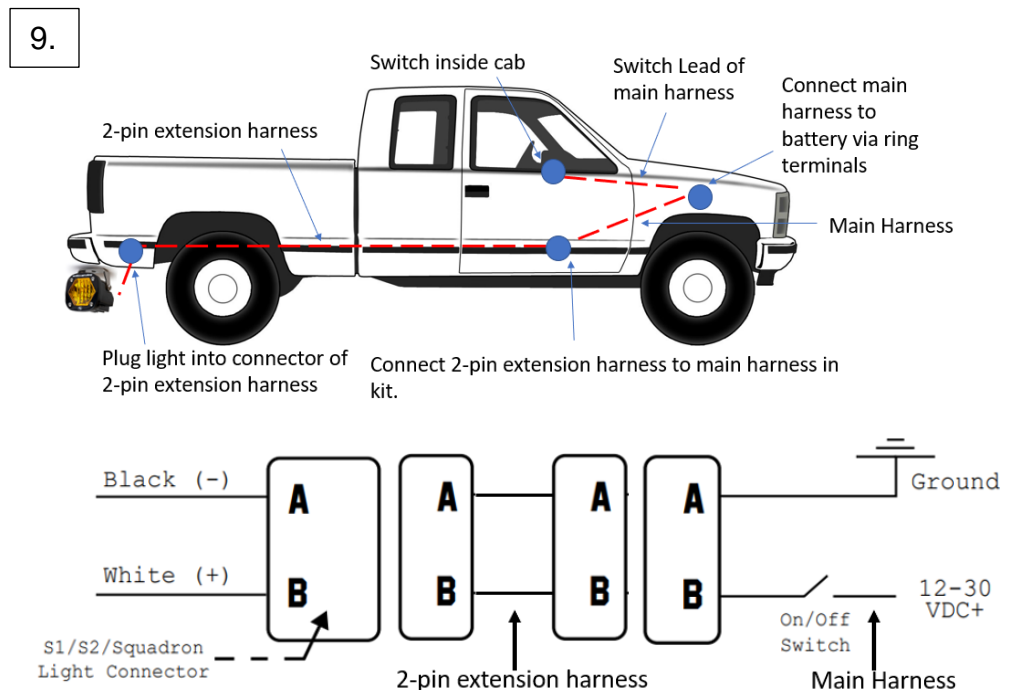 9.
Switch inside cab
Switch Lead of
main harness
Connect main
harness to
battery via ring
terminals
2-pin extension harness
Main Harness
Plug light into connector of
2-pin extension harness
Connect 2-pin extension harness to main harness in
kit.
Black (-)
A
A
A
A
Ground
White (+)
B
B
B
B
12-30
VDC+
On/Off
Switch
S1/S2/Squadron
Light Connector
2-pin extension harness
Main Harness